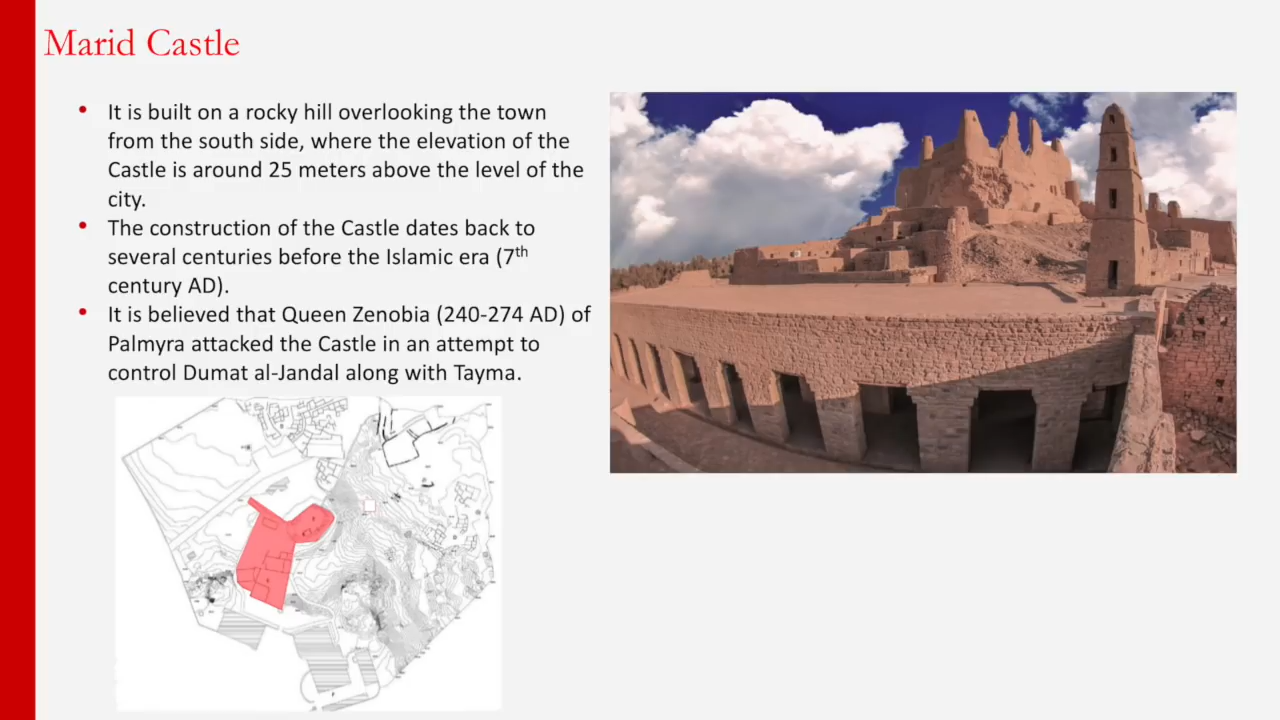 Marid Castle
• It is built on a rocky hill overlooking the town
from the south side, where the elevation of the
Castle is around 25 meters above the level of the
city.
• The construction of the Castle dates back to
several centuries before the Islamic era (7th
century AD).
• It is believed that Queen Zenobia (240-274 AD) of
Palmyra attacked the Castle in an attempt to
control Dumat al-Jandal along with Tayma.